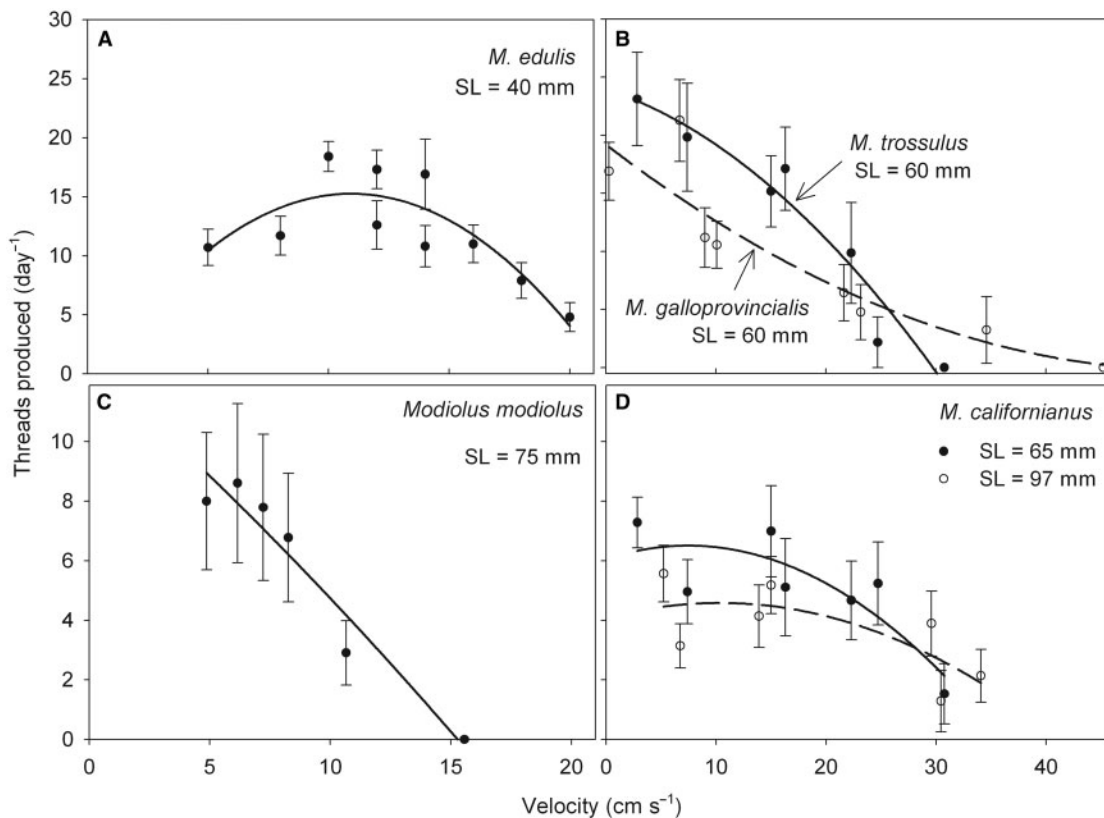 30
25
20
15
10
5
0
A
M. edulis
SL = 40 mm
B
M. trossulus
SL = 60 mm
M. galloprovincialis
SL = 60 mm
Threads produced (day⁻¹)
10
8
6
4
2
0
C
Modiolus modiolus
SL = 75 mm
D
M. californianus
SL = 65 mm
SL = 97 mm
0 5 10 15 20
0 10 20 30 40
Velocity (cm s⁻¹)